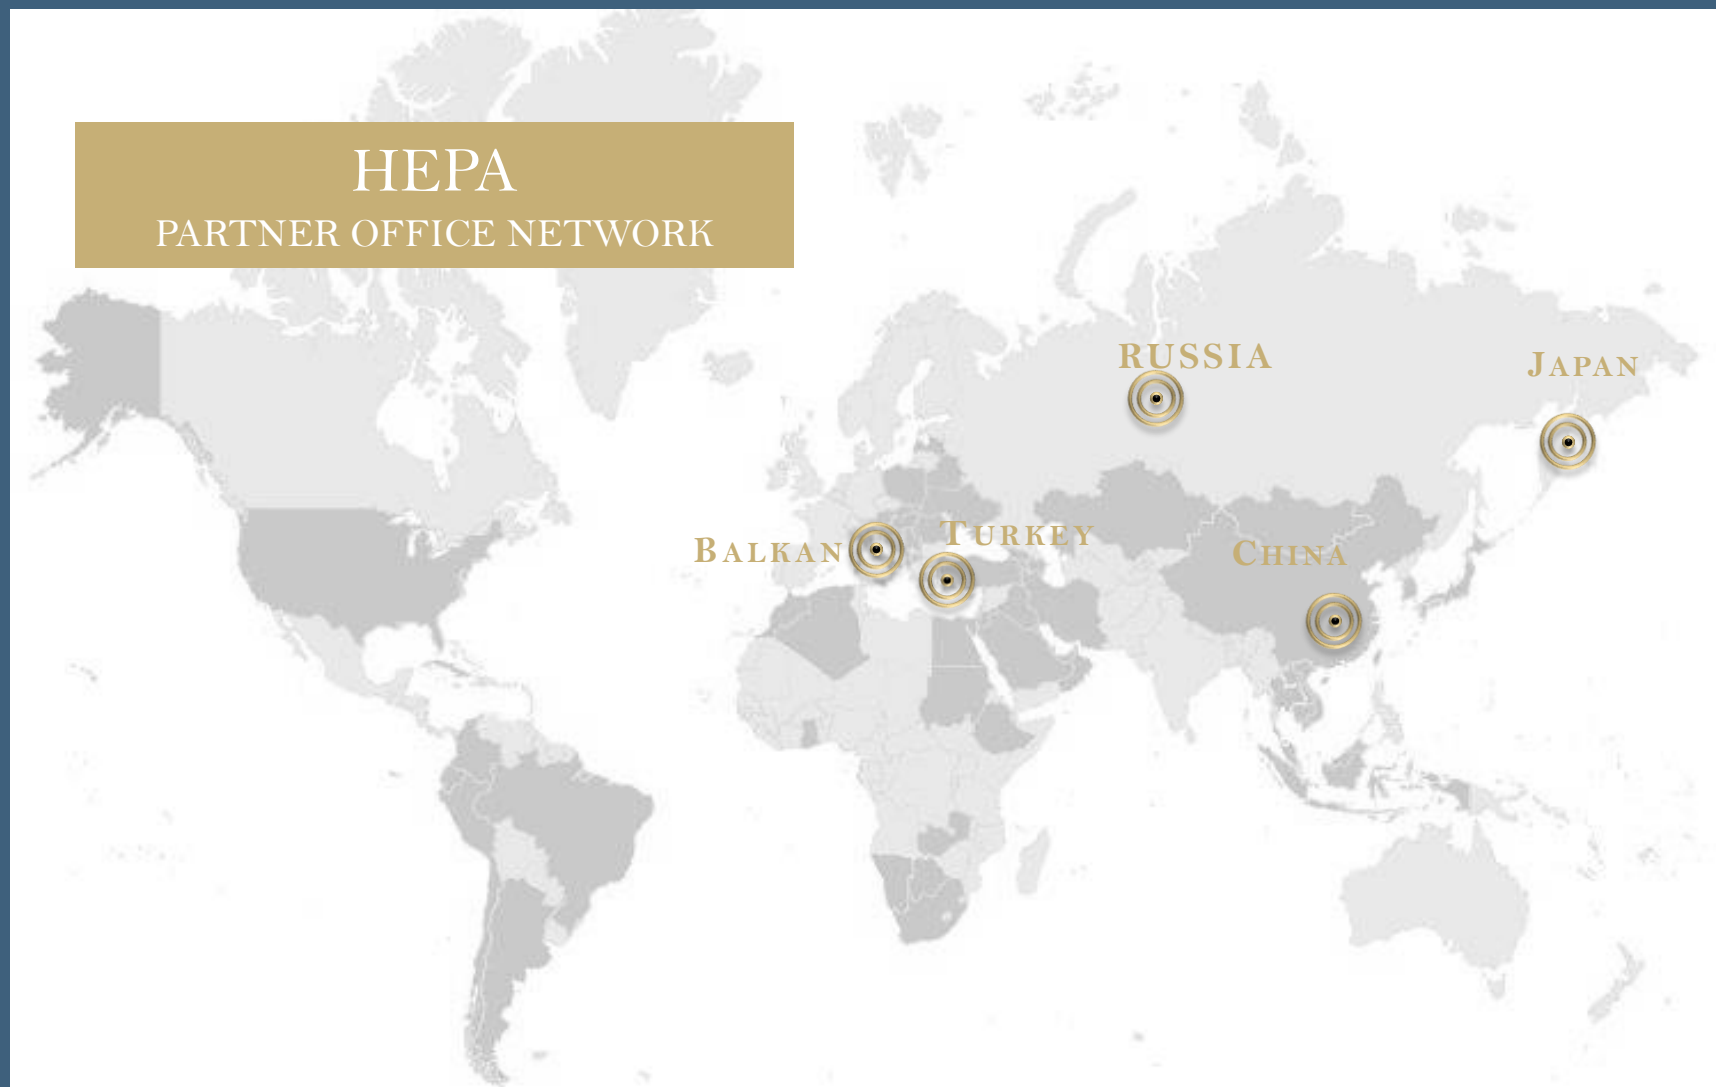 HEPA
PARTNER OFFICE NETWORK
RUSSIA
JAPAN
TURKEY
BALKAN
CHINA